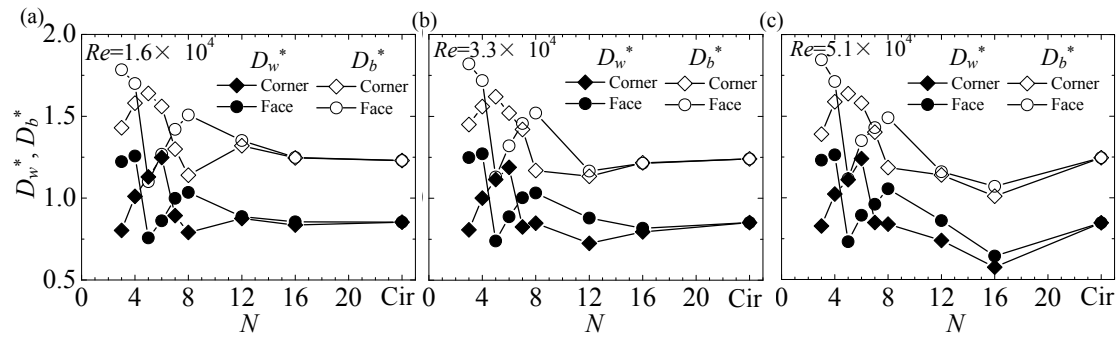 (a)
Re=1.6× 10⁴
D_w* D_b*
Corner Corner
Face Face
(b)
Re=3.3× 10⁴
D_w* D_b*
Corner Corner
Face Face
(c)
Re=5.1× 10⁴
D_w* D_b*
Corner Corner
Face Face
D_w*, D_b*
2.0
1.5
1.0
0.5
0 4 8 12 16 20 Cir
0 4 8 12 16 20 Cir
0 4 8 12 16 20 Cir
N
N
N